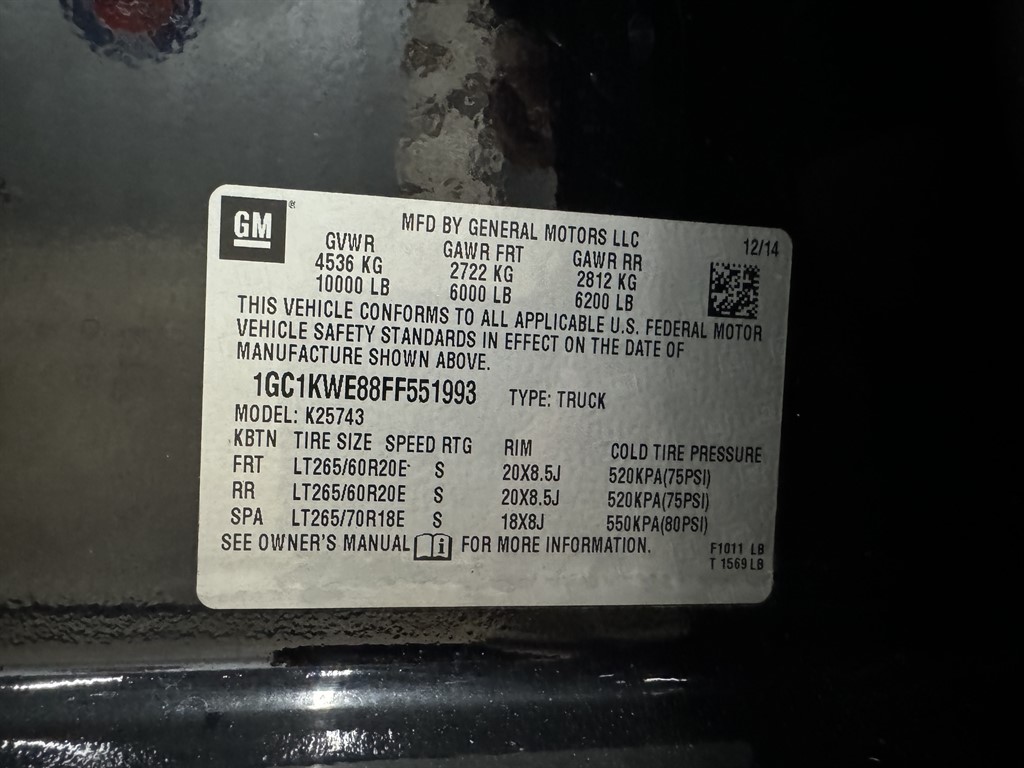 GM ®
MFD BY GENERAL MOTORS LLC
12/14
GVWR GAWR FRT GAWR RR
4536 KG 2722 KG 2812 KG
10000 LB 6000 LB 6200 LB
THIS VEHICLE CONFORMS TO ALL APPLICABLE U.S. FEDERAL MOTOR
VEHICLE SAFETY STANDARDS IN EFFECT ON THE DATE OF
MANUFACTURE SHOWN ABOVE.
1GC1KWE88FF551993 TYPE: TRUCK
MODEL: K25743
KBTN TIRE SIZE SPEED RTG RIM COLD TIRE PRESSURE
FRT LT265/60R20E S 20X8.5J 520KPA(75PSI)
RR LT265/60R20E S 20X8.5J 520KPA(75PSI)
SPA LT265/70R18E S 18X8J 550KPA(80PSI)
SEE OWNER'S MANUAL i FOR MORE INFORMATION.
F1011 LB
T 1569 LB